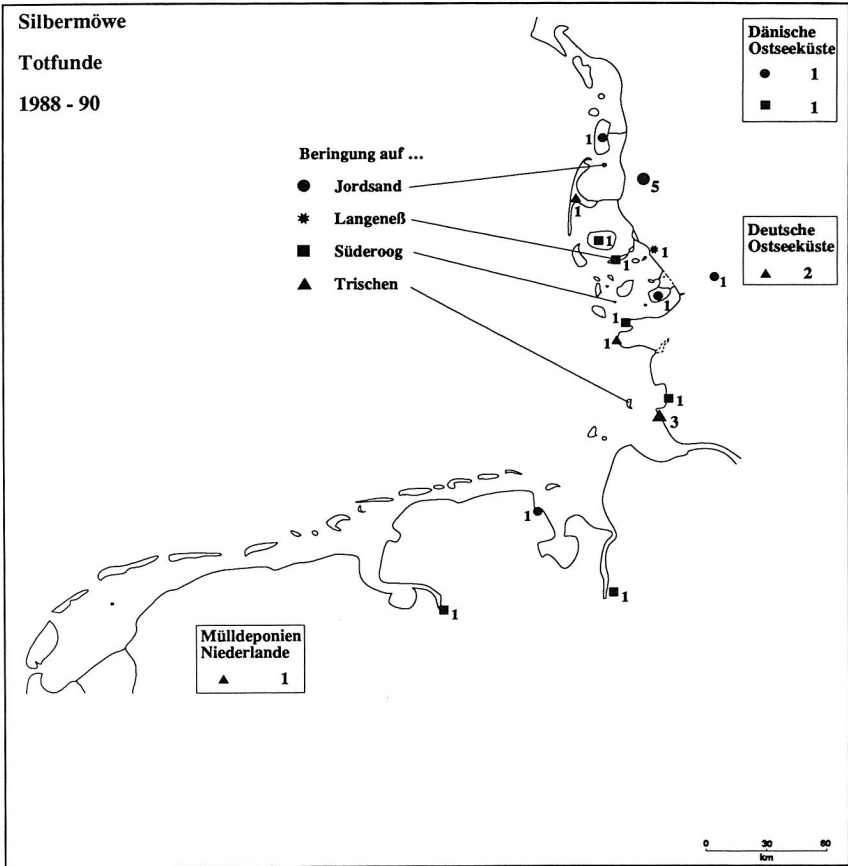 Silbermöwe
Totfunde
1988 - 90
Dänische
Ostseeküste
1
1
Beringung auf ...
Jordsand
Langeneß
Süderoog
Trischen
Deutsche
Ostseeküste
2
1
5
1
1
1
1
1
1
1
1
1
3
1
1
1
Mülldeponien
Niederlande
1
0 30 60
km